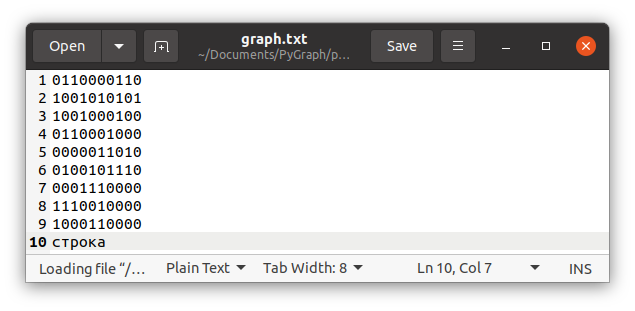 Open
graph.txt
~/Documents/PyGraph/p...
Save
1 0110000110
2 1001010101
3 1001000100
4 0110001000
5 0000011010
6 0100101110
7 0001110000
8 1110010000
9 1000110000
10 строка
Loading file “/... Plain Text Tab Width: 8 Ln 10, Col 7 INS